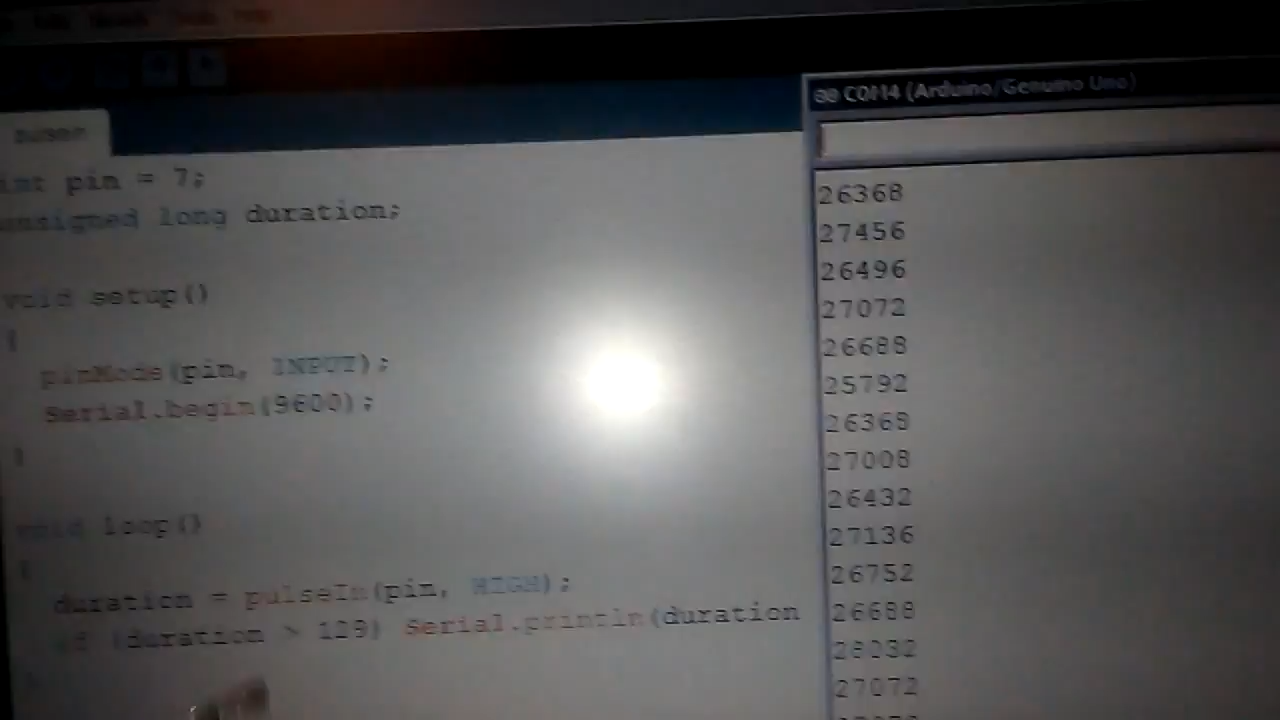 int pin = 7;
unsigned long duration;
void setup()
{
pinMode(pin, INPUT);
Serial.begin(9600);
}
void loop()
{
duration = pulseIn(pin, HIGH);
if (duration > 129) Serial.println(duration
COM4 (Arduino/Genuino Uno)
26368
27456
26496
27072
26688
25792
26368
27008
26432
27136
26752
26688
27072